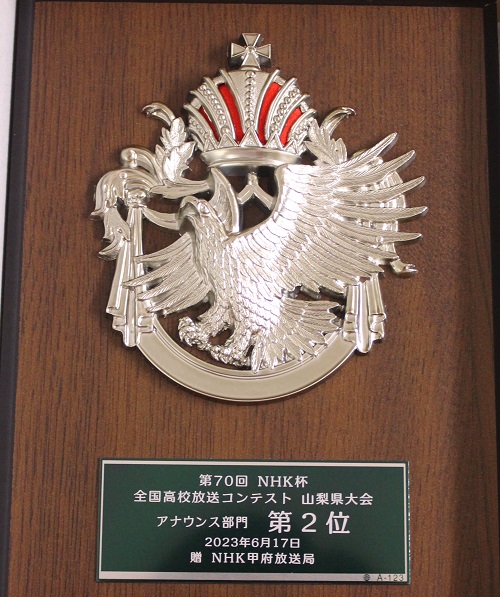 第70回 NHK杯
全国高校放送コンテスト 山梨県大会
アナウンス部門 第2位
2023年6月17日
贈 NHK甲府放送局
A-123